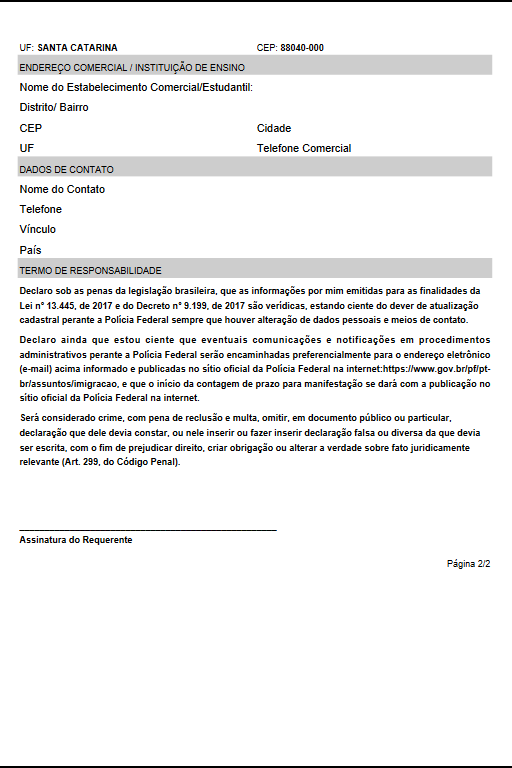 UF: SANTA CATARINA CEP: 88040-000
ENDEREÇO COMERCIAL / INSTITUIÇÃO DE ENSINO
Nome do Estabelecimento Comercial/Estudantil:
Distrito/ Bairro
CEP Cidade
UF Telefone Comercial
DADOS DE CONTATO
Nome do Contato
Telefone
Vínculo
País
TERMO DE RESPONSABILIDADE
Declaro sob as penas da legislação brasileira, que as informações por mim emitidas para as finalidades da
Lei n° 13.445, de 2017 e do Decreto n° 9.199, de 2017 são verídicas, estando ciente do dever de atualização
cadastral perante a Polícia Federal sempre que houver alteração de dados pessoais e meios de contato.
Declaro ainda que estou ciente que eventuais comunicações e notificações em procedimentos
administrativos perante a Polícia Federal serão encaminhadas preferencialmente para o endereço eletrônico
(e-mail) acima informado e publicadas no sítio oficial da Polícia Federal na internet:https://www.gov.br/pf/pt-
br/assuntos/imigracao, e que o início da contagem de prazo para manifestação se dará com a publicação no
sítio oficial da Polícia Federal na internet.
Será considerado crime, com pena de reclusão e multa, omitir, em documento público ou particular,
declaração que dele devia constar, ou nele inserir ou fazer inserir declaração falsa ou diversa da que devia
ser escrita, com o fim de prejudicar direito, criar obrigação ou alterar a verdade sobre fato juridicamente
relevante (Art. 299, do Código Penal).
Assinatura do Requerente
Página 2/2